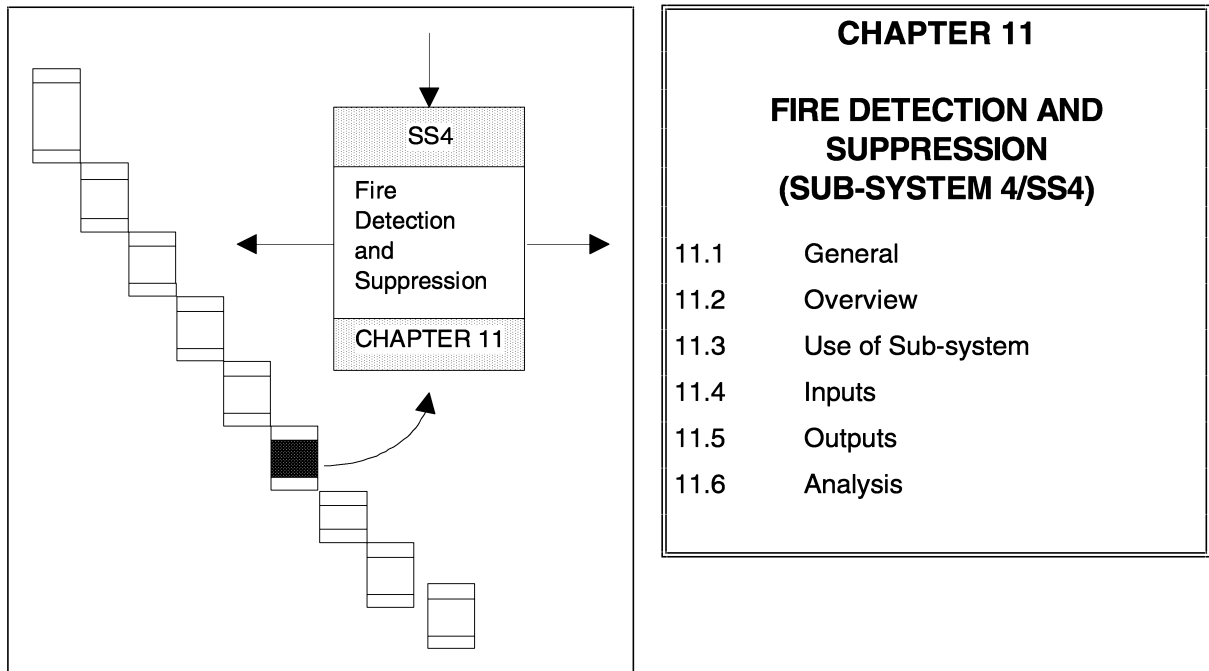 SS4
Fire
Detection
and
Suppression
CHAPTER 11
CHAPTER 11
FIRE DETECTION AND
SUPPRESSION
(SUB-SYSTEM 4/SS4)
11.1 General
11.2 Overview
11.3 Use of Sub-system
11.4 Inputs
11.5 Outputs
11.6 Analysis